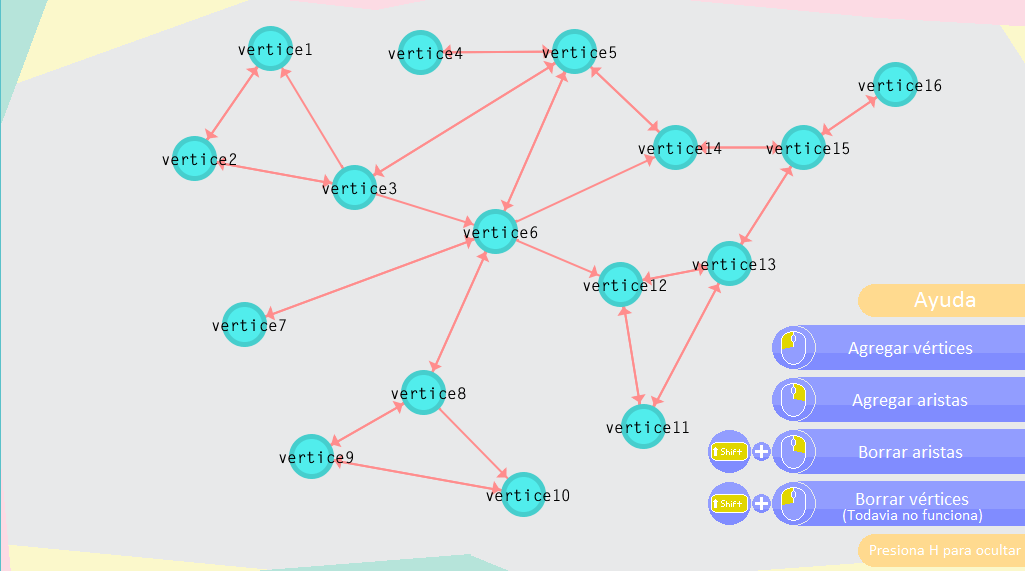 vertice1
vertice4
vertice5
vertice16
vertice14
vertice15
vertice2
vertice3
vertice6
vertice13
vertice12
vertice7
vertice8
vertice11
vertice9
vertice10
Ayuda
Agregar vértices
Agregar aristas
Shift
Borrar aristas
Shift
Borrar vértices
(Todavia no funciona)
Presiona H para ocultar